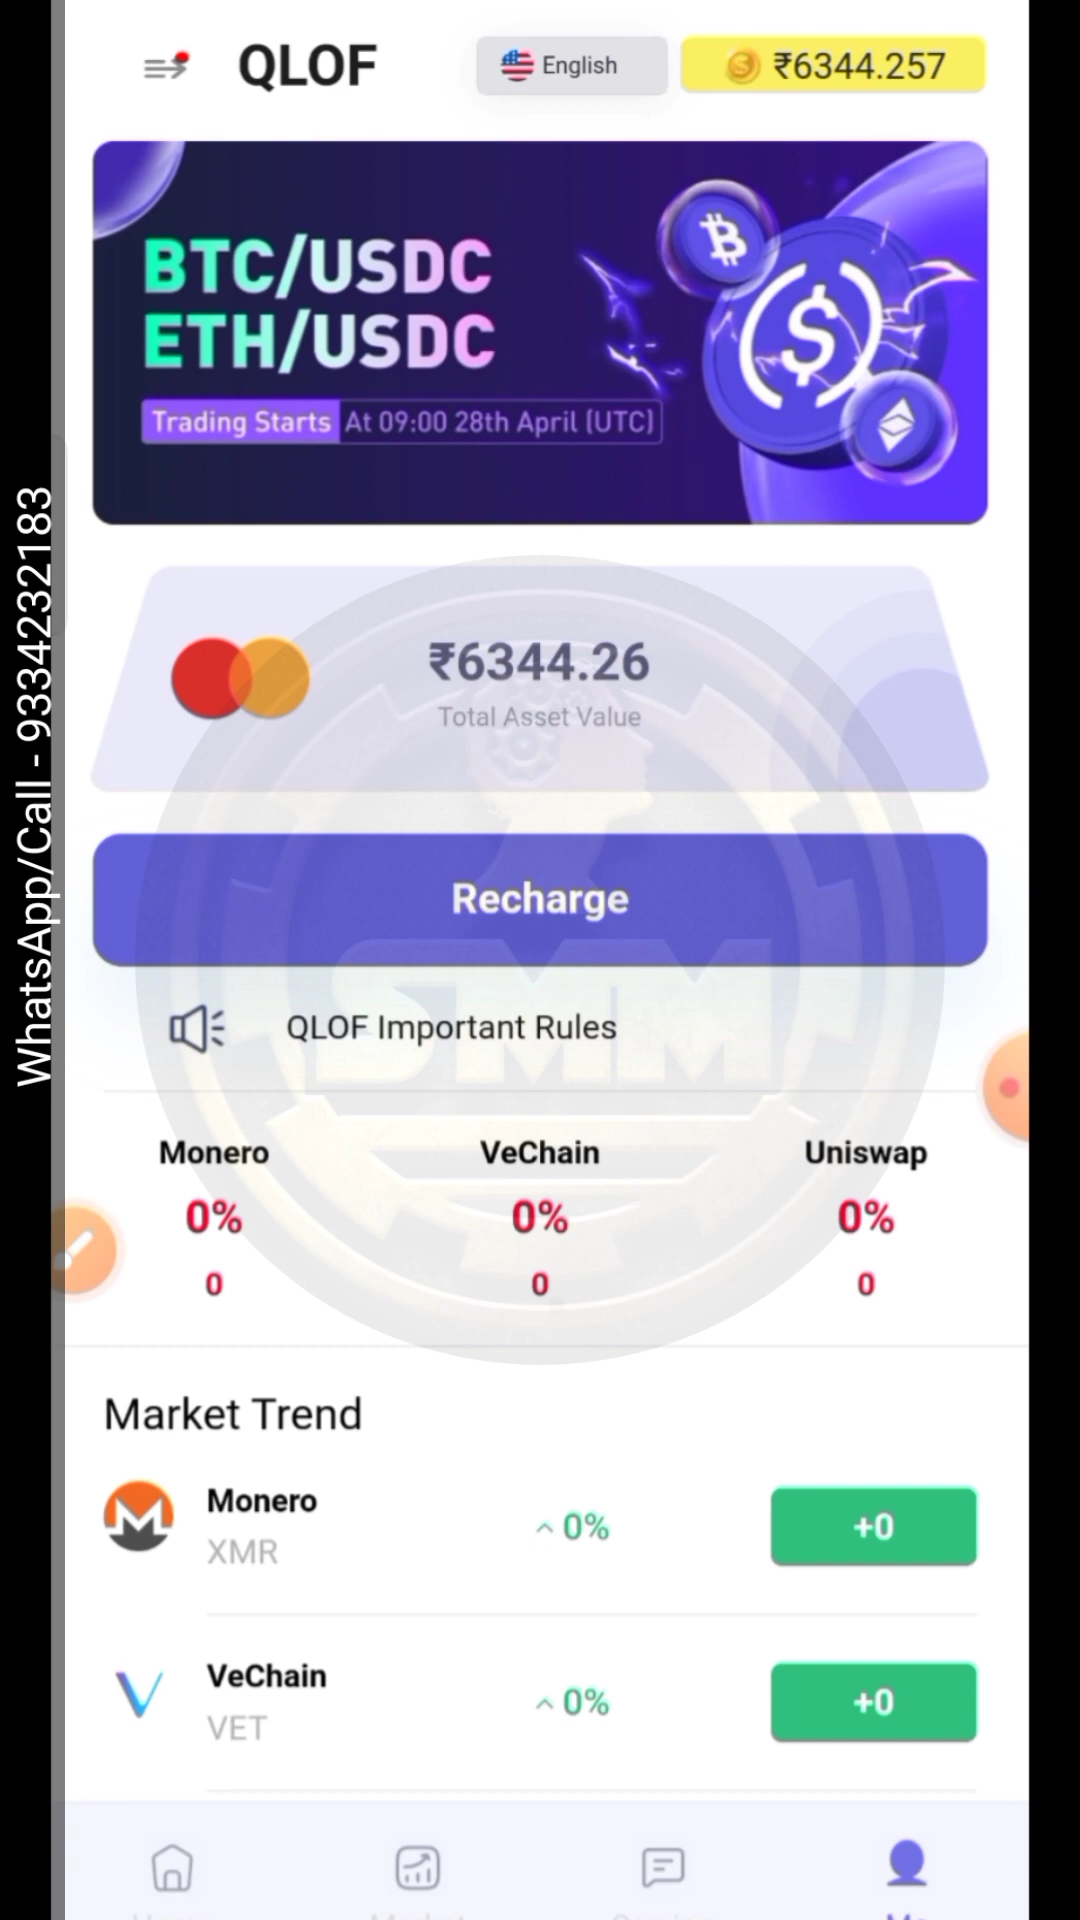 QLOF
English
₹6344.257
BTC/USDC
ETH/USDC
Trading Starts At 09:00 28th April (UTC)
WhatsApp/Call - 9334232183
₹6344.26
Total Asset Value
Recharge
SMM
QLOF Important Rules
Monero VeChain Uniswap
0% 0% 0%
0 0 0
Market Trend
Monero
XMR
0%
+0
VeChain
VET
0%
+0